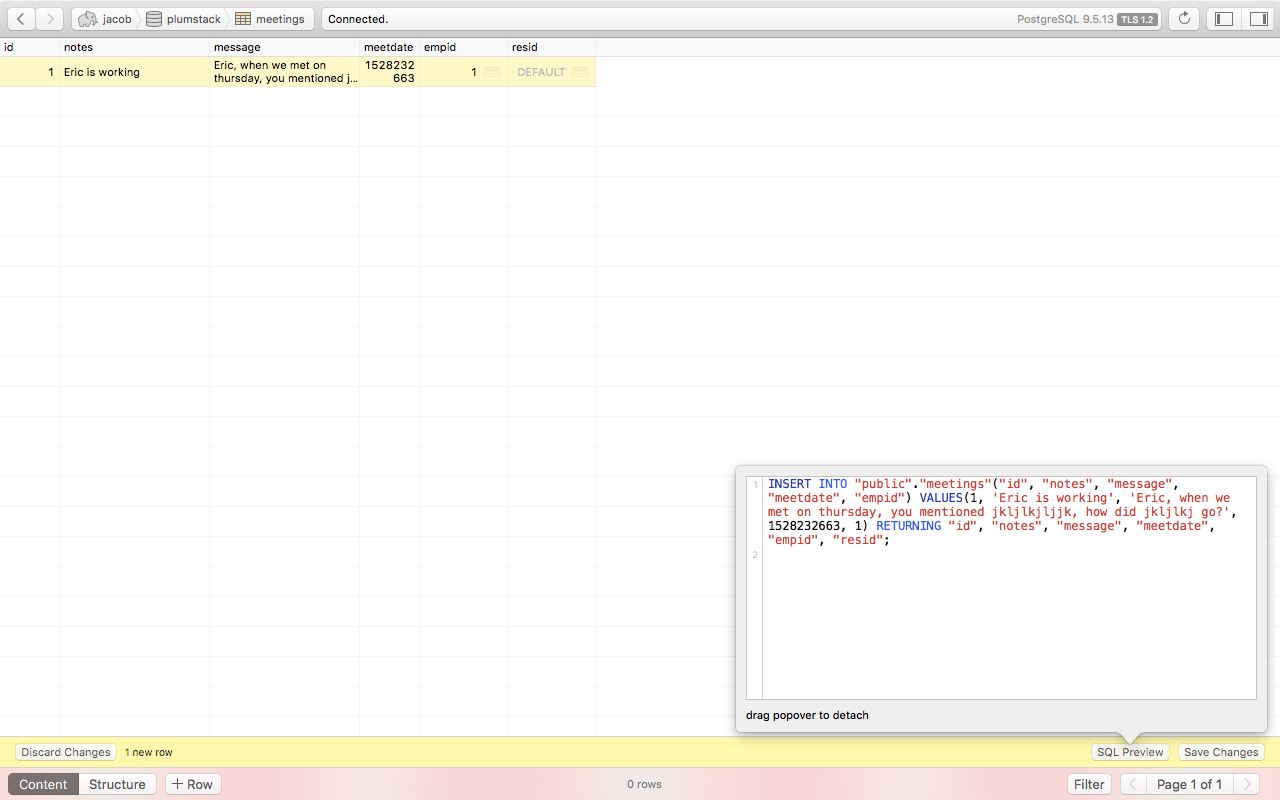 jacob plumstack meetings Connected. PostgreSQL 9.5.13 TLS 1.2
id notes message meetdate empid resid
1 Eric is working Eric, when we met on thursday, you mentioned j… 1528232663 1 DEFAULT
1 INSERT INTO "public"."meetings"("id", "notes", "message",
"meetdate", "empid") VALUES(1, 'Eric is working', 'Eric, when we
met on thursday, you mentioned jkljlkjljjk, how did jkljlkj go?',
1528232663, 1) RETURNING "id", "notes", "message", "meetdate",
"empid", "resid";
2
drag popover to detach
Discard Changes 1 new row SQL Preview Save Changes
Content Structure + Row 0 rows Filter Page 1 of 1